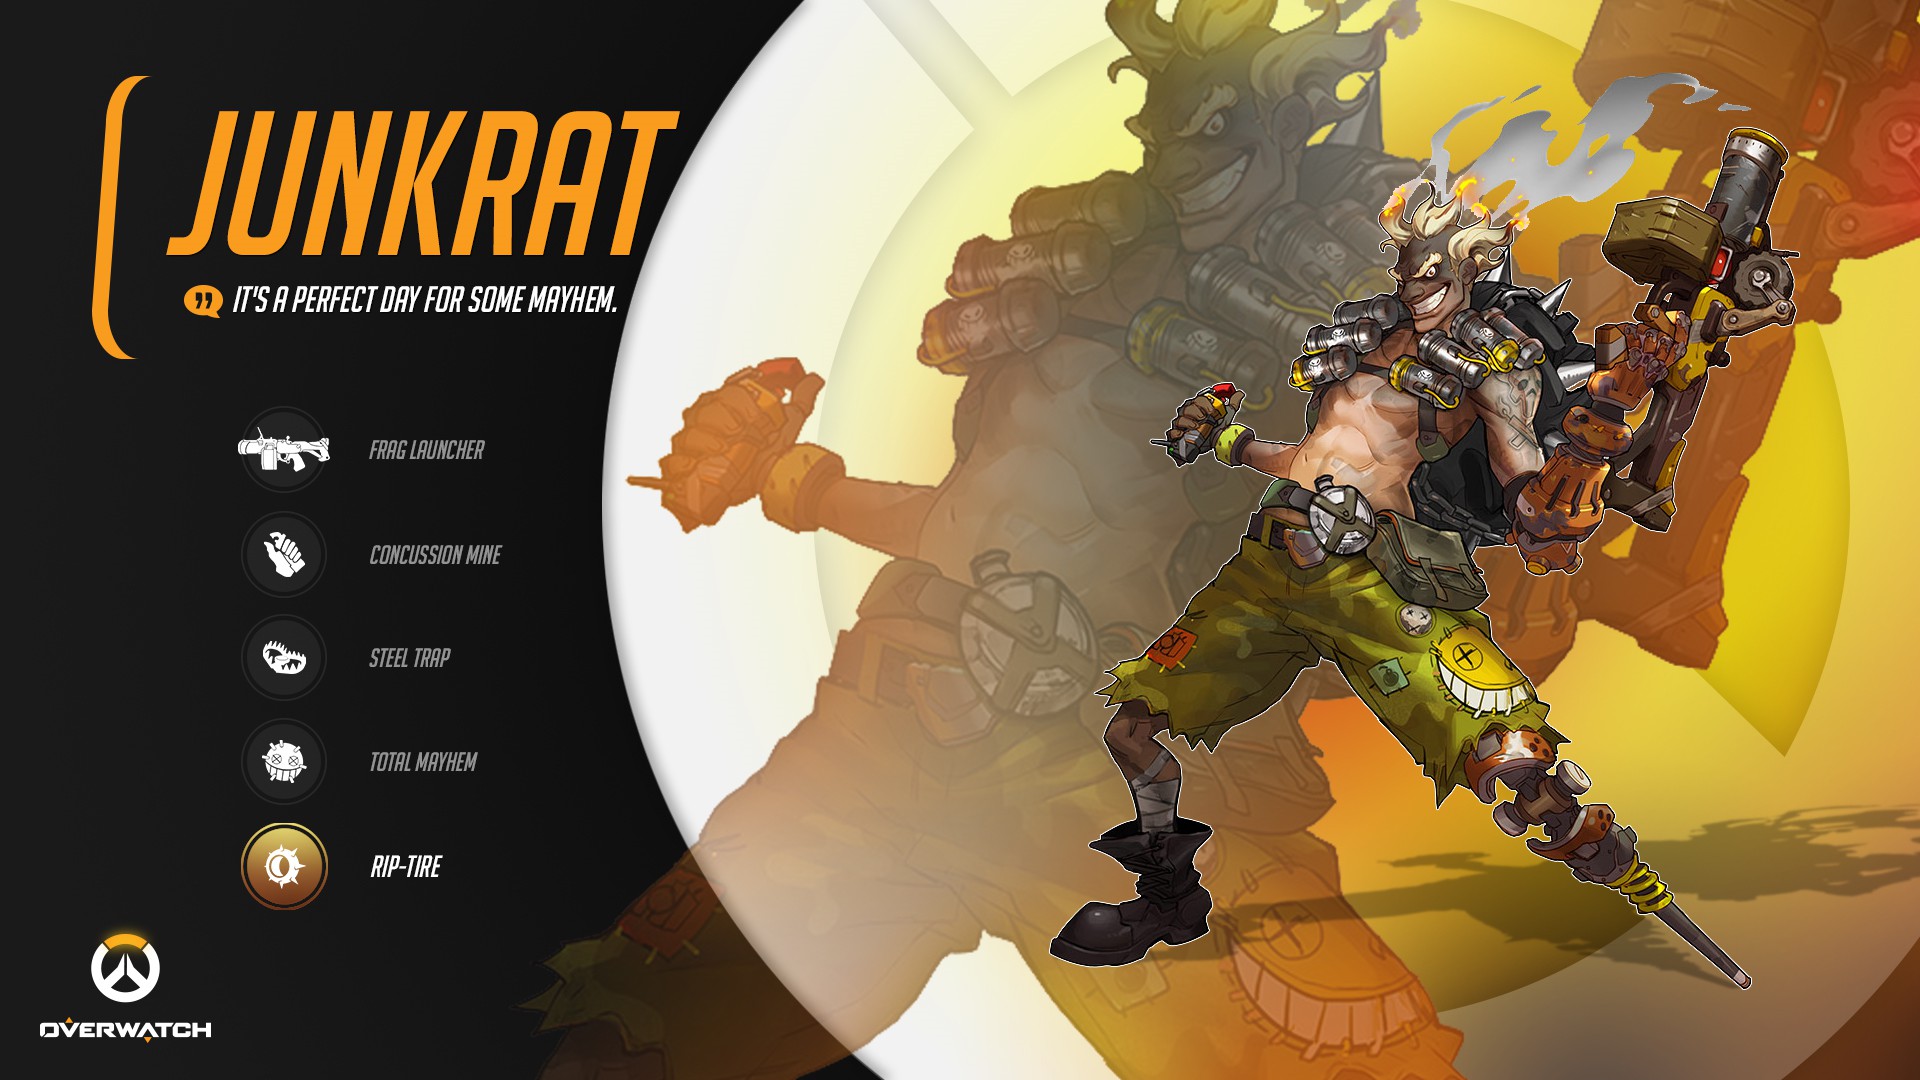 JUNKRAT
IT'S A PERFECT DAY FOR SOME MAYHEM.
FRAG LAUNCHER
CONCUSSION MINE
STEEL TRAP
TOTAL MAYHEM
RIP-TIRE
OVERWATCH